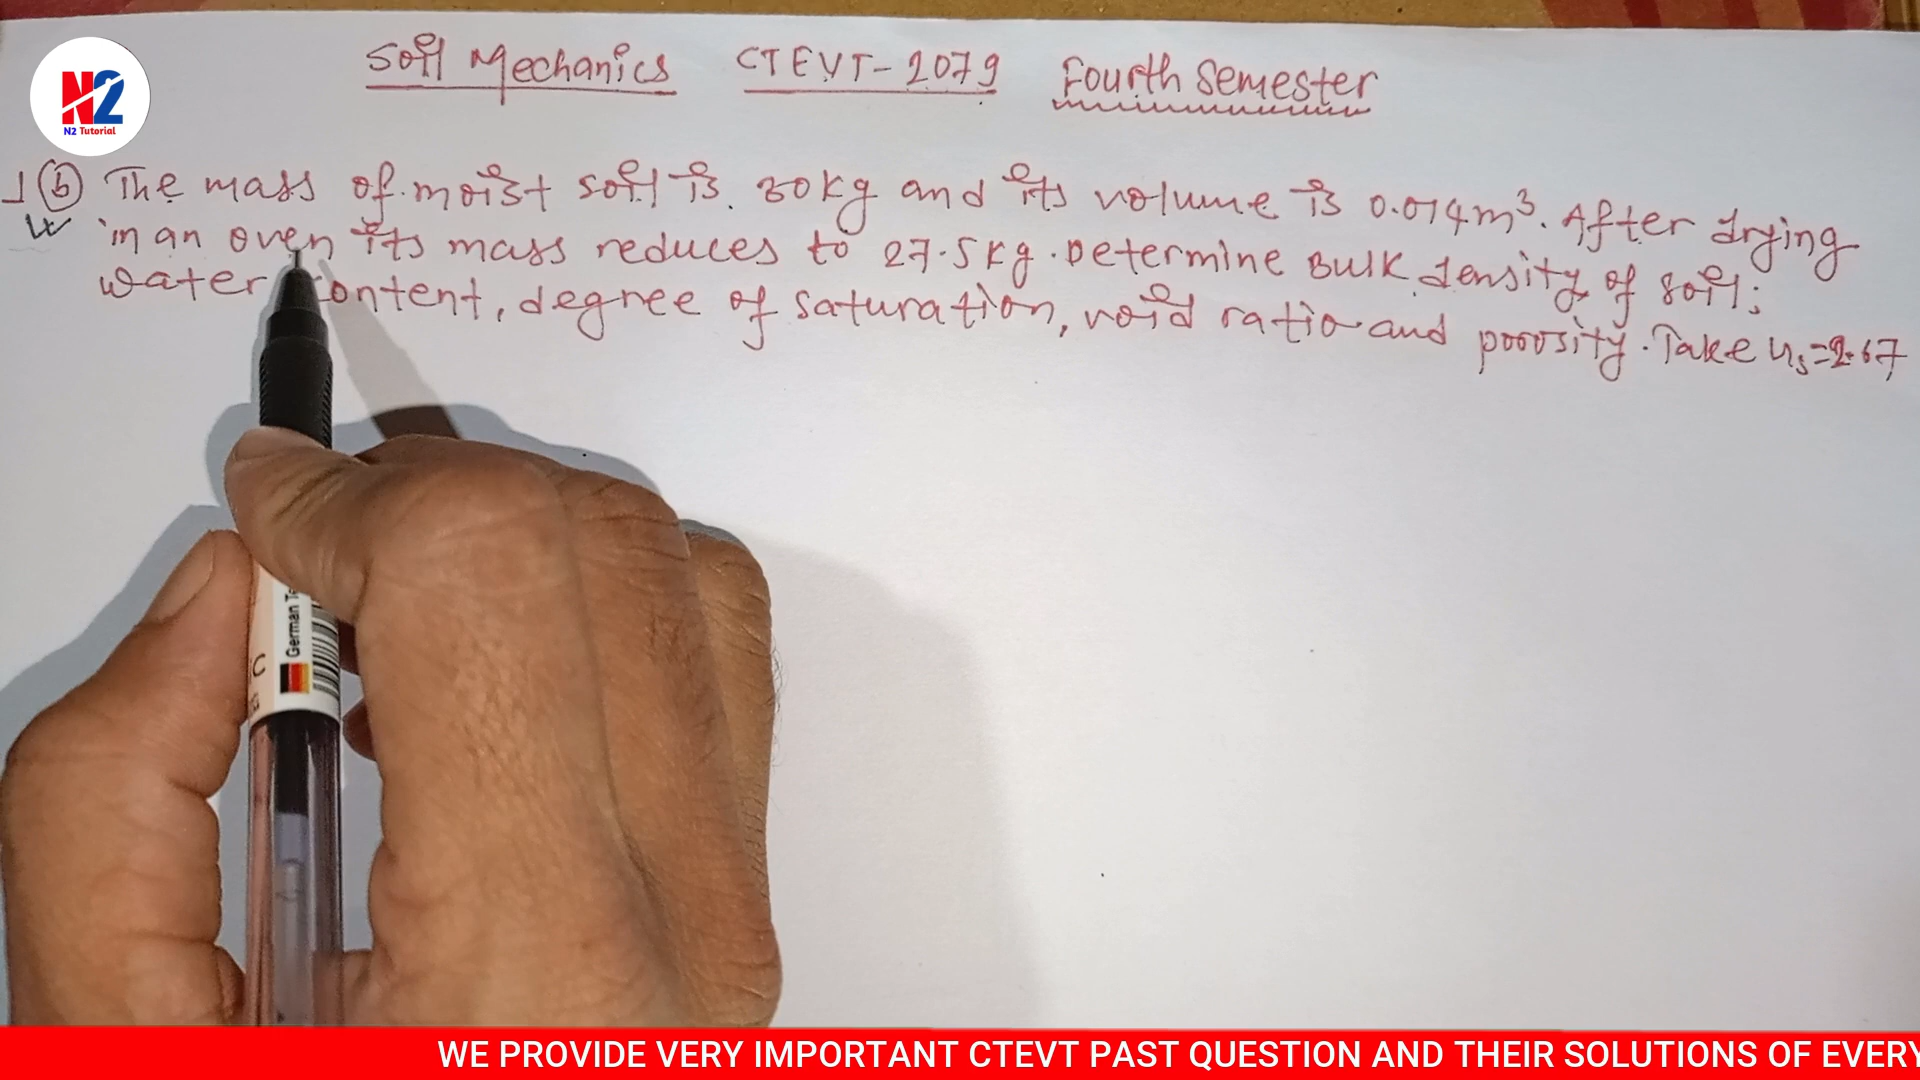 N2
N2 Tutorial
Soil Mechanics CTEVT-2079 Fourth Semester
1 (b) The mass of moist soil is 30kg and its volume is 0.014m³. After drying
in an oven its mass reduces to 27.5kg. Determine Bulk density of soil;
water content, degree of saturation, void ratio and porosity. Take Gs=2.67
German Te
WE PROVIDE VERY IMPORTANT CTEVT PAST QUESTION AND THEIR SOLUTIONS OF EVERY